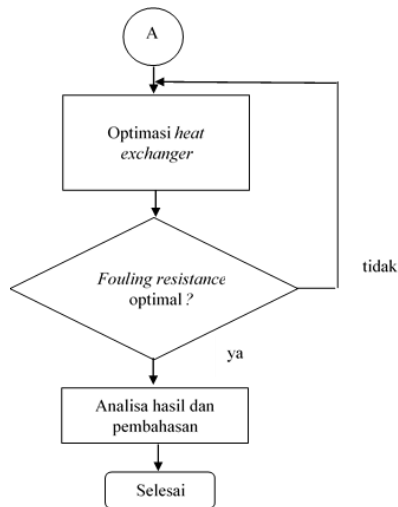 A
Optimasi heat
exchanger
Fouling resistance
optimal ?
tidak
ya
Analisa hasil dan
pembahasan
Selesai